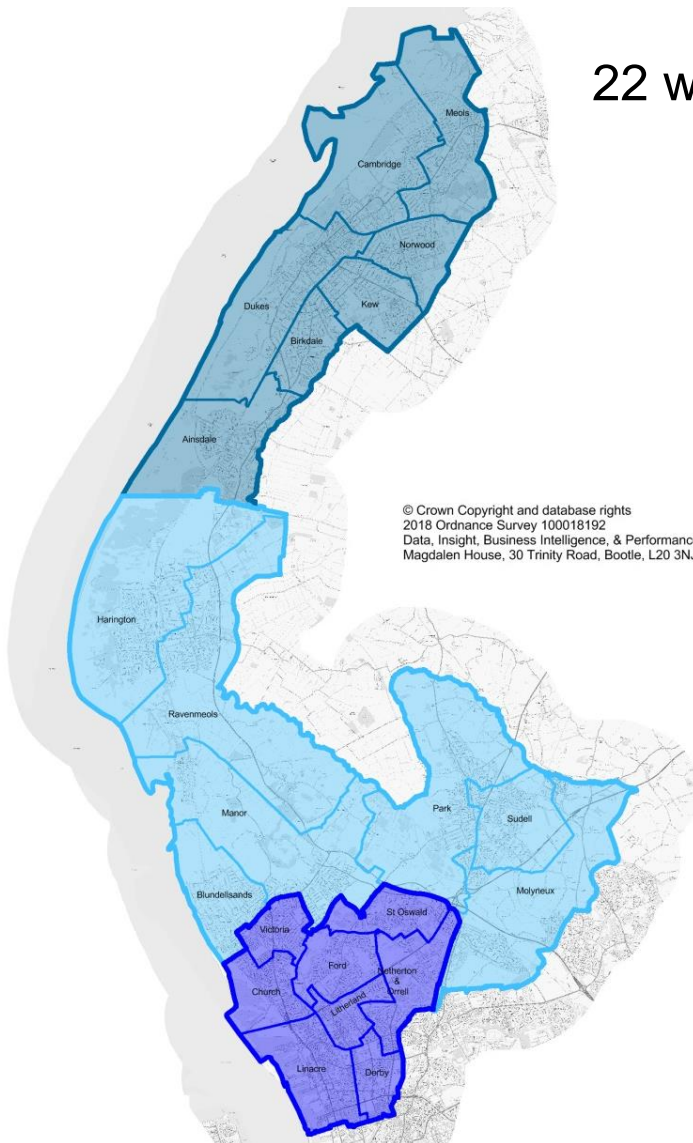 22 w
Meols
Cambridge
Norwood
Dukes
Kew
Birkdale
Ainsdale
© Crown Copyright and database rights
2018 Ordnance Survey 100018192
Data, Insight, Business Intelligence, & Performance
Magdalen House, 30 Trinity Road, Bootle, L20 3NJ
Harington
Ravenmeols
Park
Manor
Sudell
Molyneux
Blundellsands
St Oswald
Victoria
Ford
Netherton
&
Orrell
Church
Litherland
Linacre
Derby